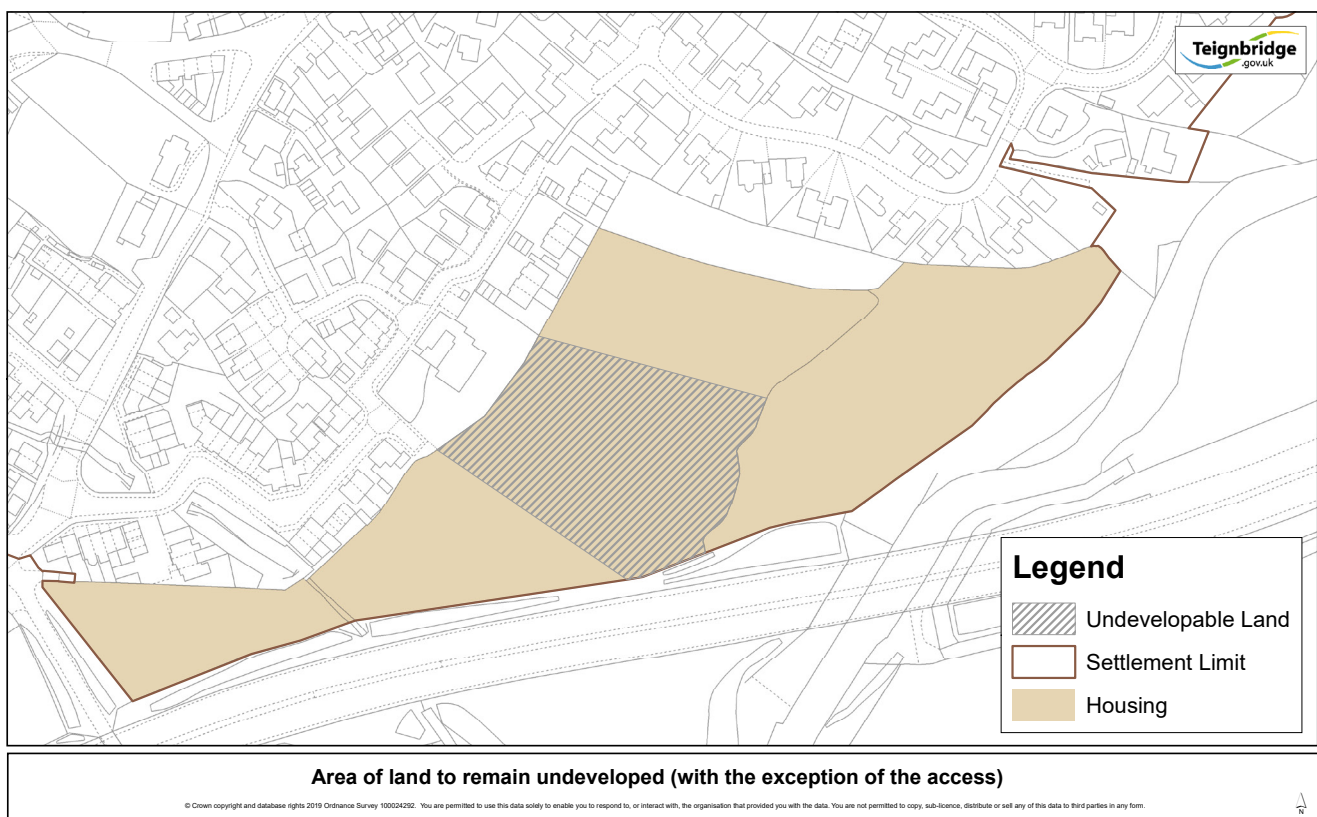 Teignbridge
.gov.uk
Legend
Undevelopable Land
Settlement Limit
Housing
Area of land to remain undeveloped (with the exception of the access)
© Crown copyright and database rights 2019 Ordnance Survey 100024292. You are permitted to use this data solely to enable you to respond to, or interact with, the organisation that provided you with the data. You are not permitted to copy, sub-licence, distribute or sell any of this data to third parties in any form.
N